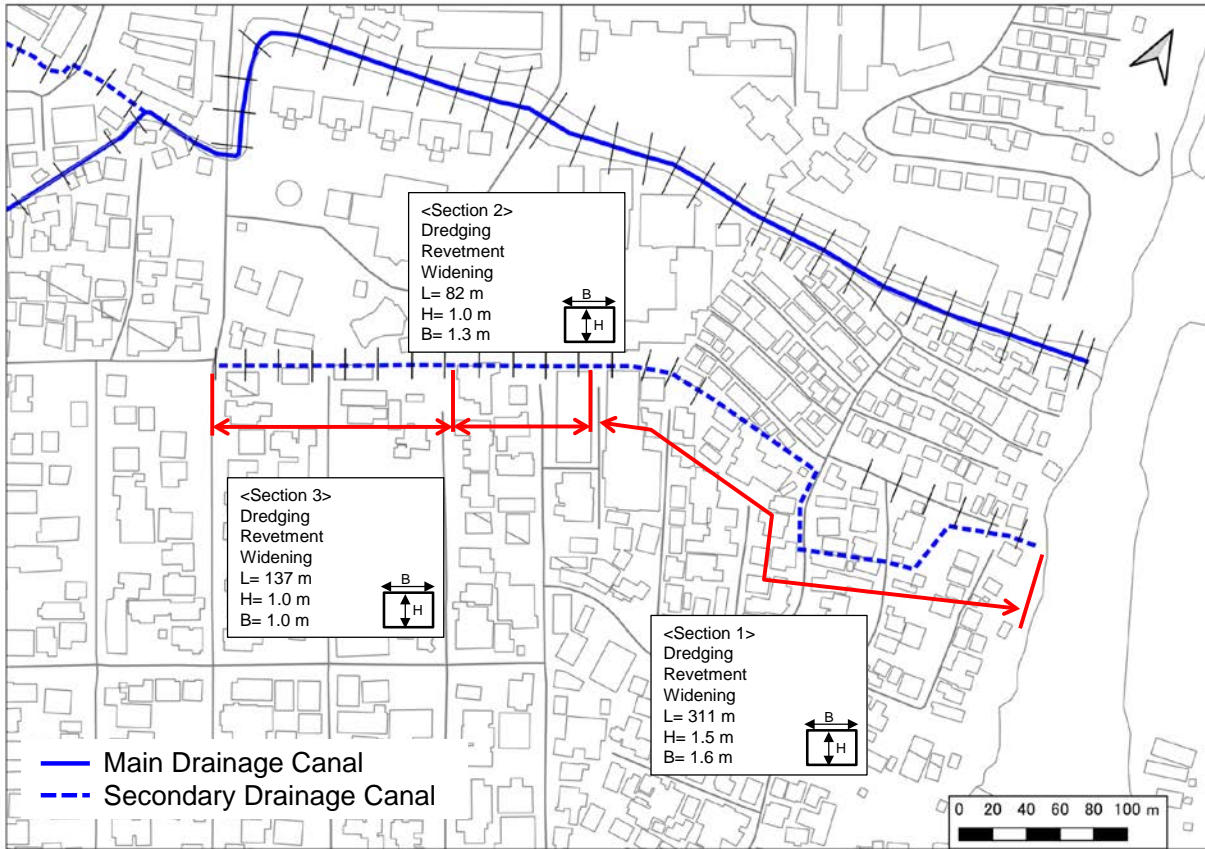 <Section 2>
Dredging
Revetment
Widening
L= 82 m
H= 1.0 m
B= 1.3 m
B
H
<Section 3>
Dredging
Revetment
Widening
L= 137 m
H= 1.0 m
B= 1.0 m
B
H
<Section 1>
Dredging
Revetment
Widening
L= 311 m
H= 1.5 m
B= 1.6 m
B
H
Main Drainage Canal
Secondary Drainage Canal
0 20 40 60 80 100 m